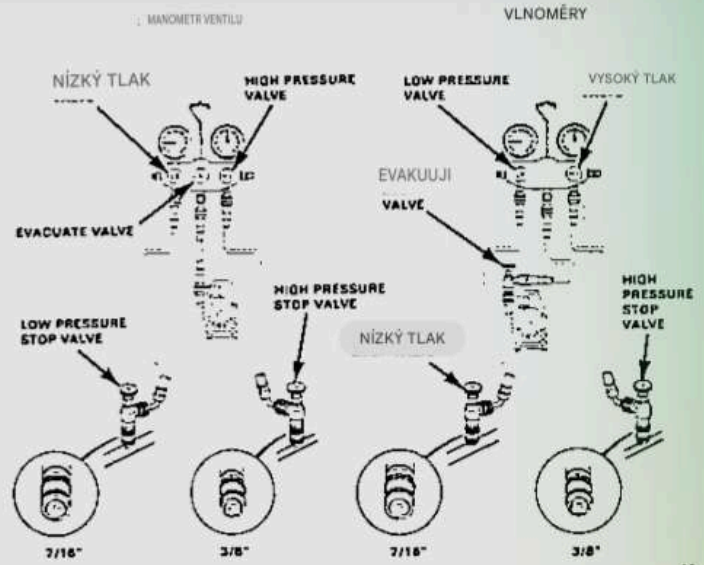 MANOMETR VENTILU
VLNOMĚRY
NÍZKÝ TLAK
HIGH PRESSURE
VALVE
LOW PRESSURE
VALVE
VYSOKÝ TLAK
EVAKUUJI
VALVE
EVACUATE VALVE
LOW PRESSURE
STOP VALVE
HIGH PRESSURE
STOP VALVE
NÍZKÝ TLAK
HIGH
PRESSURE
STOP
VALVE
7/16"
3/8"
7/16"
3/8"